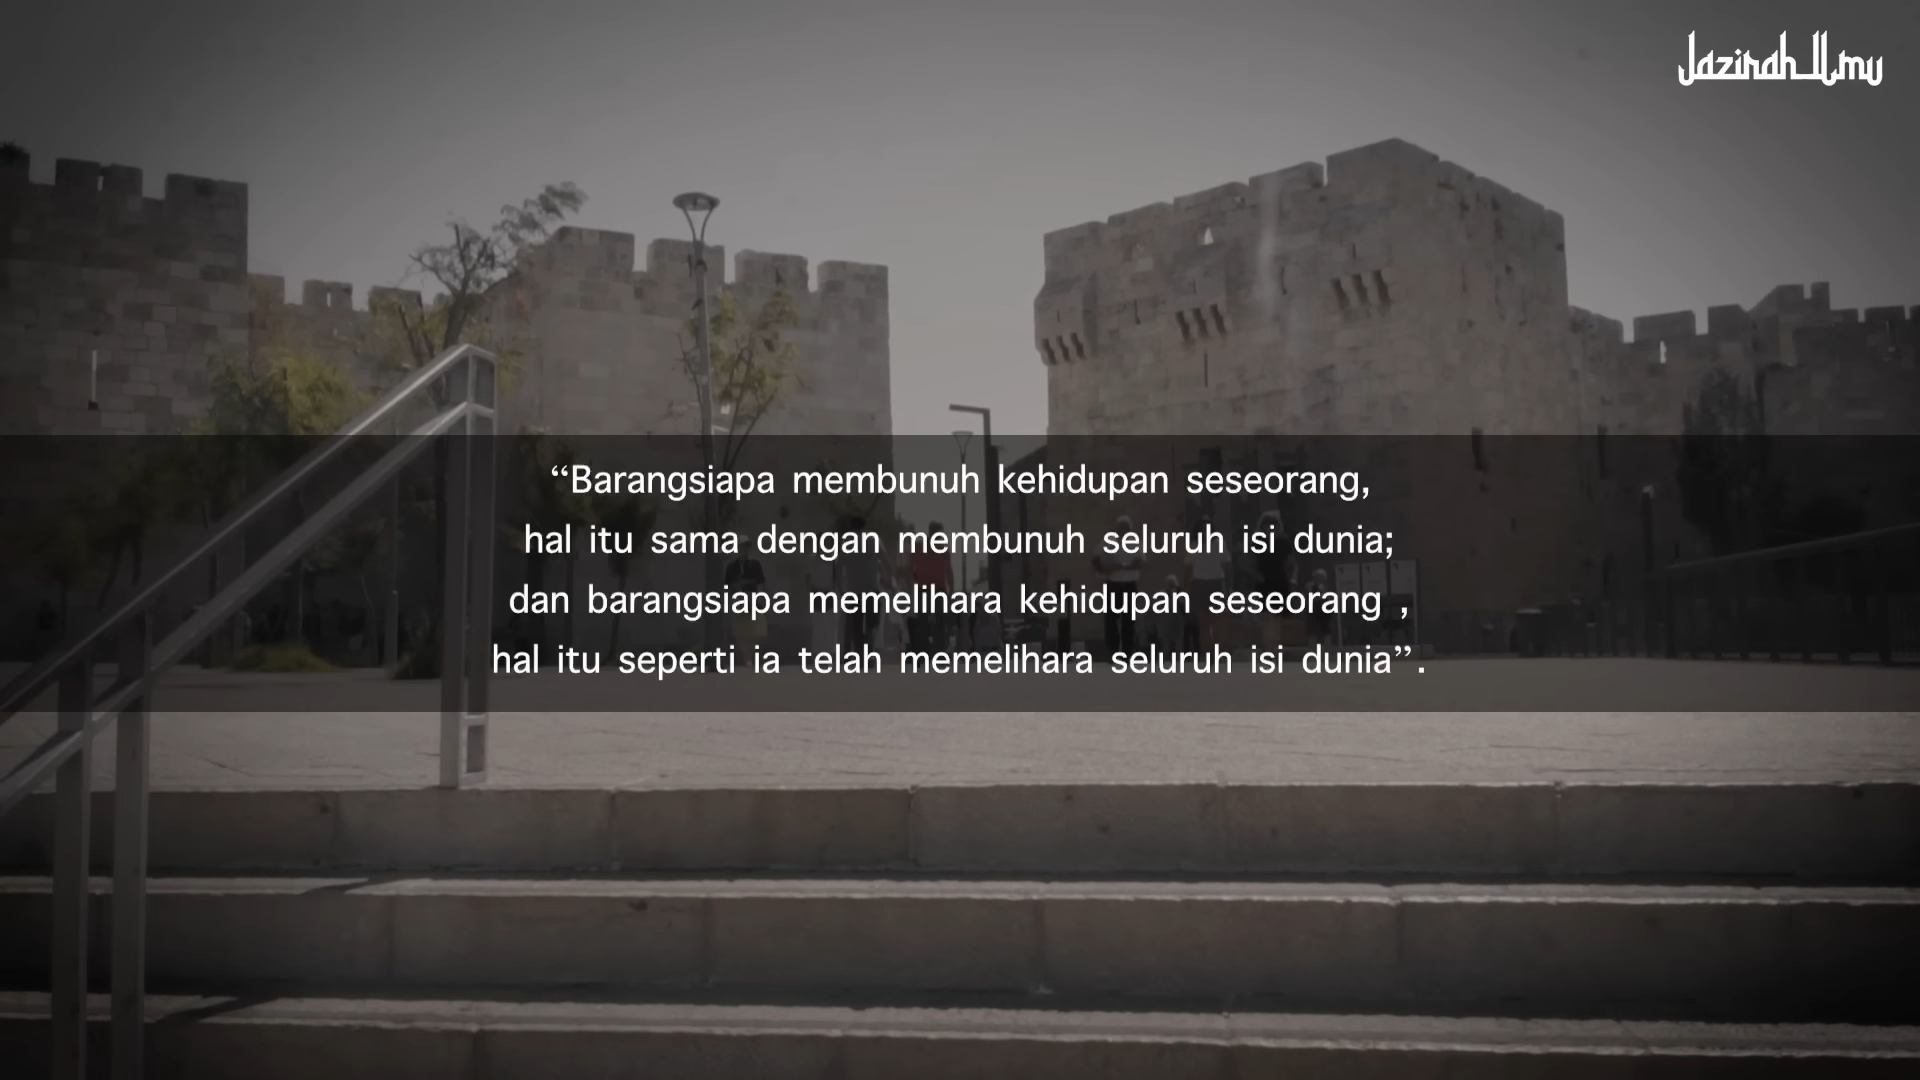 Jazirah Ilmu
“Barangsiapa membunuh kehidupan seseorang,
hal itu sama dengan membunuh seluruh isi dunia;
dan barangsiapa memelihara kehidupan seseorang ,
hal itu seperti ia telah memelihara seluruh isi dunia”.